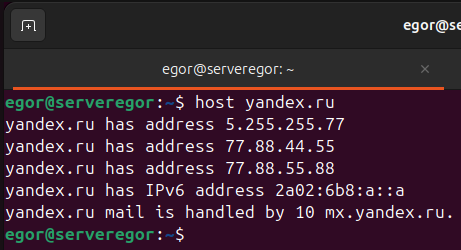 egor@se
egor@serveregor: ~
egor@serveregor:~$ host yandex.ru
yandex.ru has address 5.255.255.77
yandex.ru has address 77.88.44.55
yandex.ru has address 77.88.55.88
yandex.ru has IPv6 address 2a02:6b8:a::a
yandex.ru mail is handled by 10 mx.yandex.ru.
egor@serveregor:~$